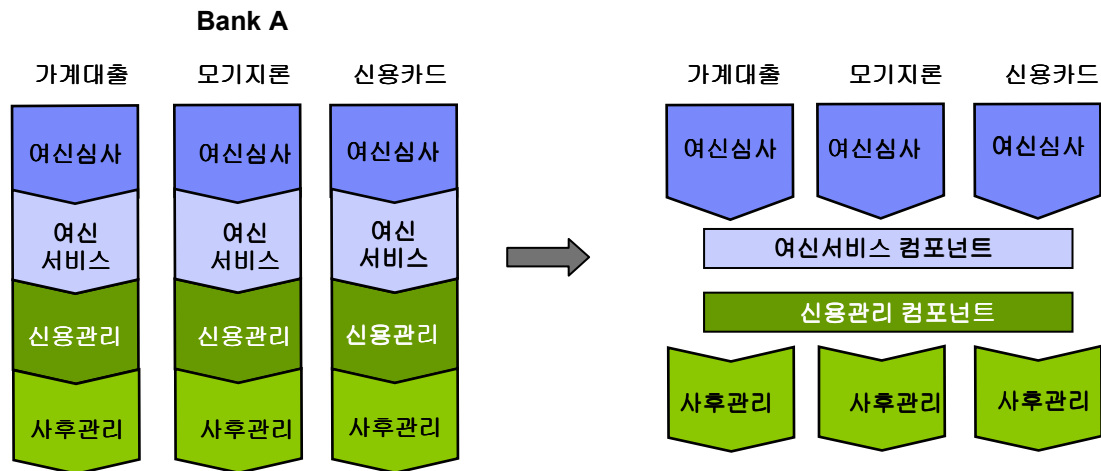 Bank A
가계대출 모기지론 신용카드
여신심사 여신심사 여신심사
여신 여신 여신
서비스 서비스 서비스
신용관리 신용관리 신용관리
사후관리 사후관리 사후관리
가계대출 모기지론 신용카드
여신심사 여신심사 여신심사
여신서비스 컴포넌트
신용관리 컴포넌트
사후관리 사후관리 사후관리